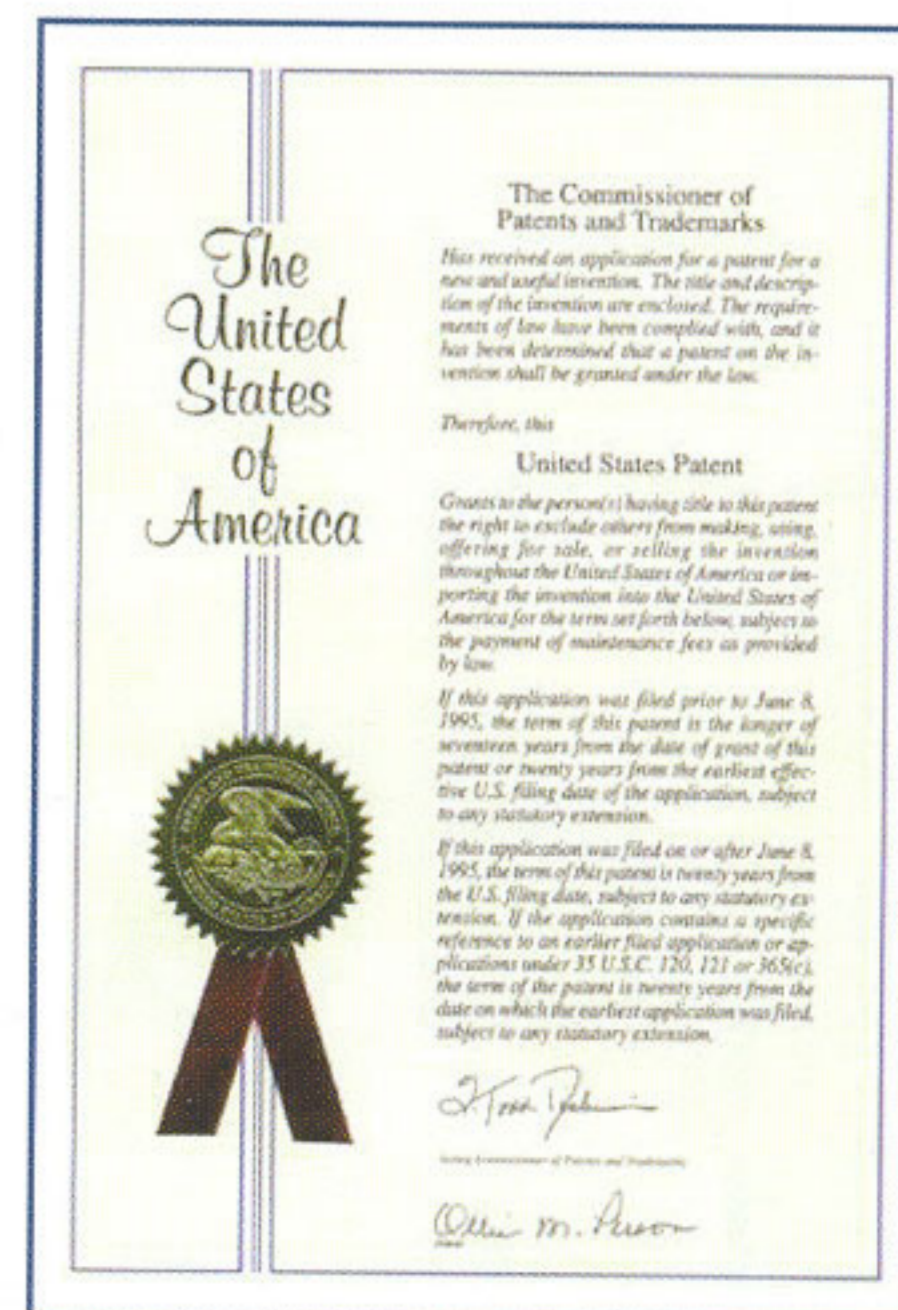 The
United
States
of
America
The Commissioner of
Patents and Trademarks
Has received an application for a patent for a
new and useful invention. The title and descrip-
tion of the invention are enclosed. The require-
ments of law have been complied with, and it
has been determined that a patent on the in-
vention shall be granted under the law.
Therefore, this
United States Patent
Grants to the person(s) having title to this patent
the right to exclude others from making, using,
offering for sale, or selling the invention
throughout the United States of America or im-
porting the invention into the United States of
America for the term set forth below, subject to
the payment of maintenance fees as provided
by law.
If this application was filed prior to June 8,
1995, the term of this patent is the longer of
seventeen years from the date of grant of this
patent or twenty years from the earliest effec-
tive U.S. filing date of the application, subject
to any statutory extension.
If this application was filed on or after June 8,
1995, the term of this patent is twenty years from
the U.S. filing date, subject to any statutory ex-
tension. If the application contains a specific
reference to an earlier filed application or ap-
plications under 35 U.S.C. 120, 121 or 365(c),
the term of the patent is twenty years from the
date on which the earliest application was filed,
subject to any statutory extension.
Acting Commissioner of Patents and Trademarks
Ollie M. Person